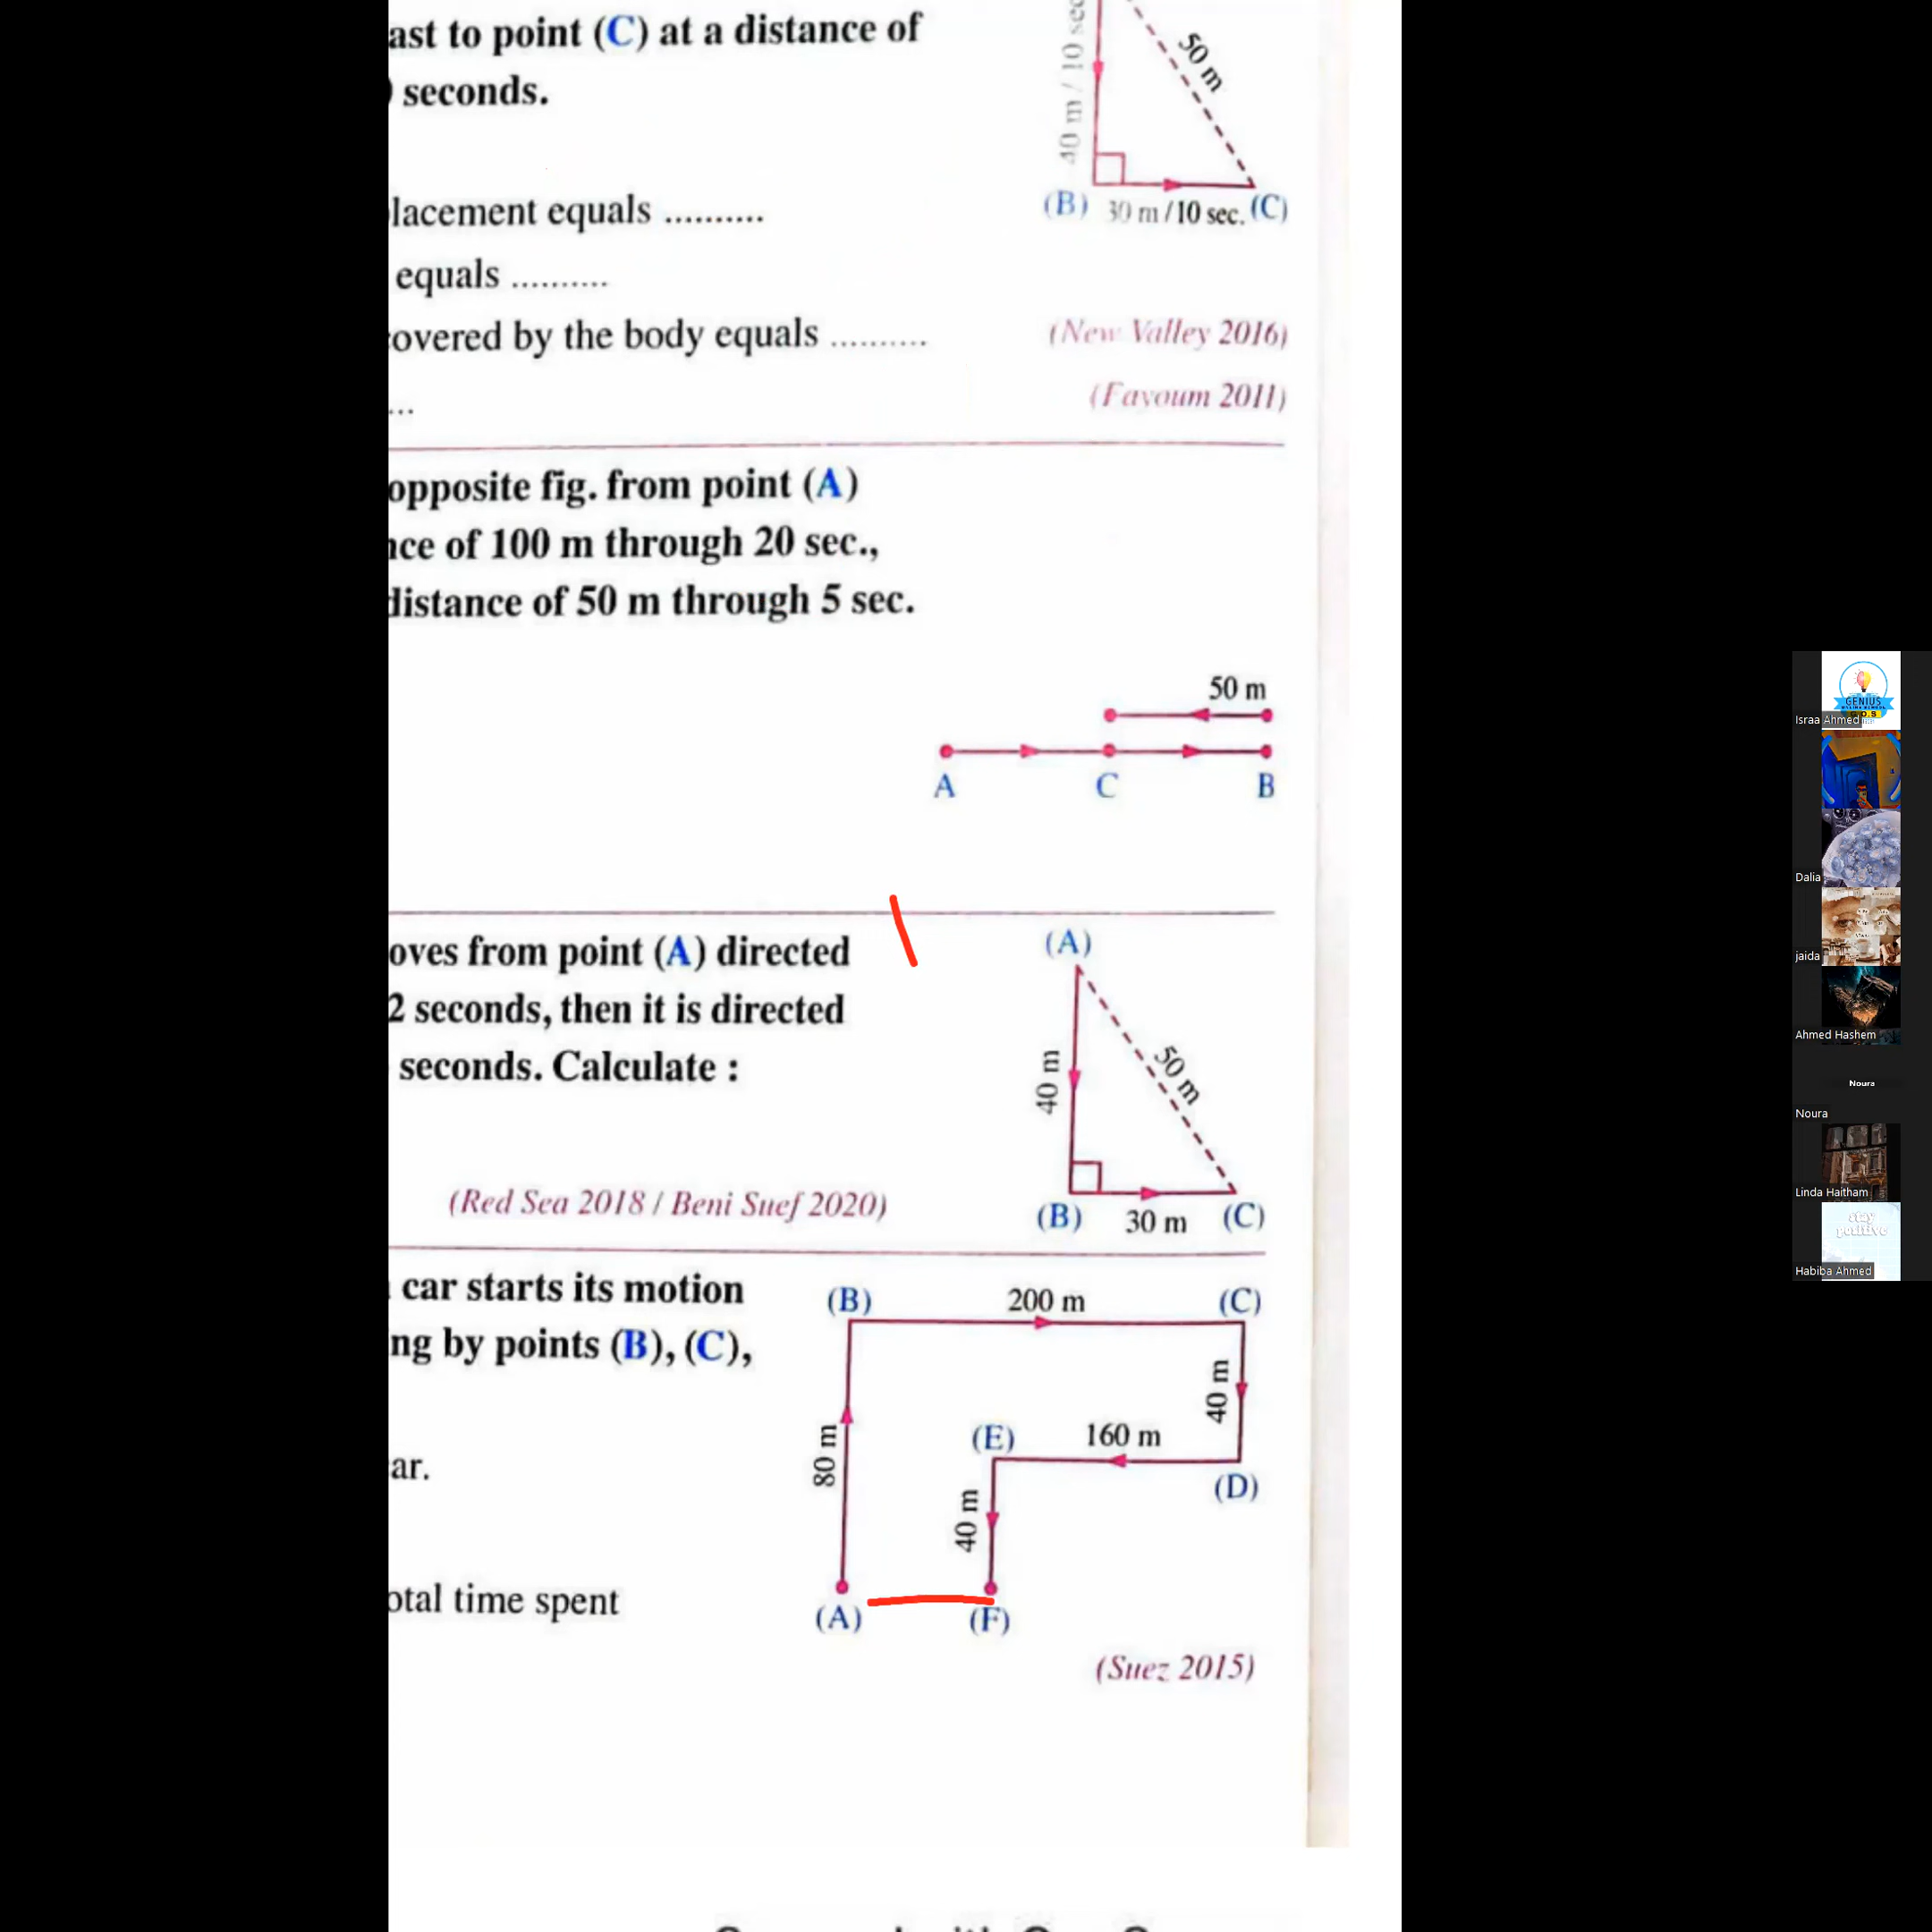 ast to point (C) at a distance of
seconds.
40 m / 10 sec
50 m
(B) 30 m/10 sec. (C)
lacement equals ..........
equals ..........
overed by the body equals ..........
(New Valley 2016)
...
(Fayoum 2011)
opposite fig. from point (A)
nce of 100 m through 20 sec.,
distance of 50 m through 5 sec.
50 m
A C B
oves from point (A) directed
2 seconds, then it is directed
seconds. Calculate :
(Red Sea 2018 / Beni Suef 2020)
(A)
40 m
50 m
(B) 30 m (C)
car starts its motion
ng by points (B), (C),
ar.
otal time spent
(B) 200 m (C)
40 m
80 m
(E) 160 m
(D)
40 m
(A) (F)
(Suez 2015)
GENIUS
Israa Ahmed
Dalia
jaida
Ahmed Hashem
Noura
Noura
Linda Haitham
stay
positive
Habiba Ahmed